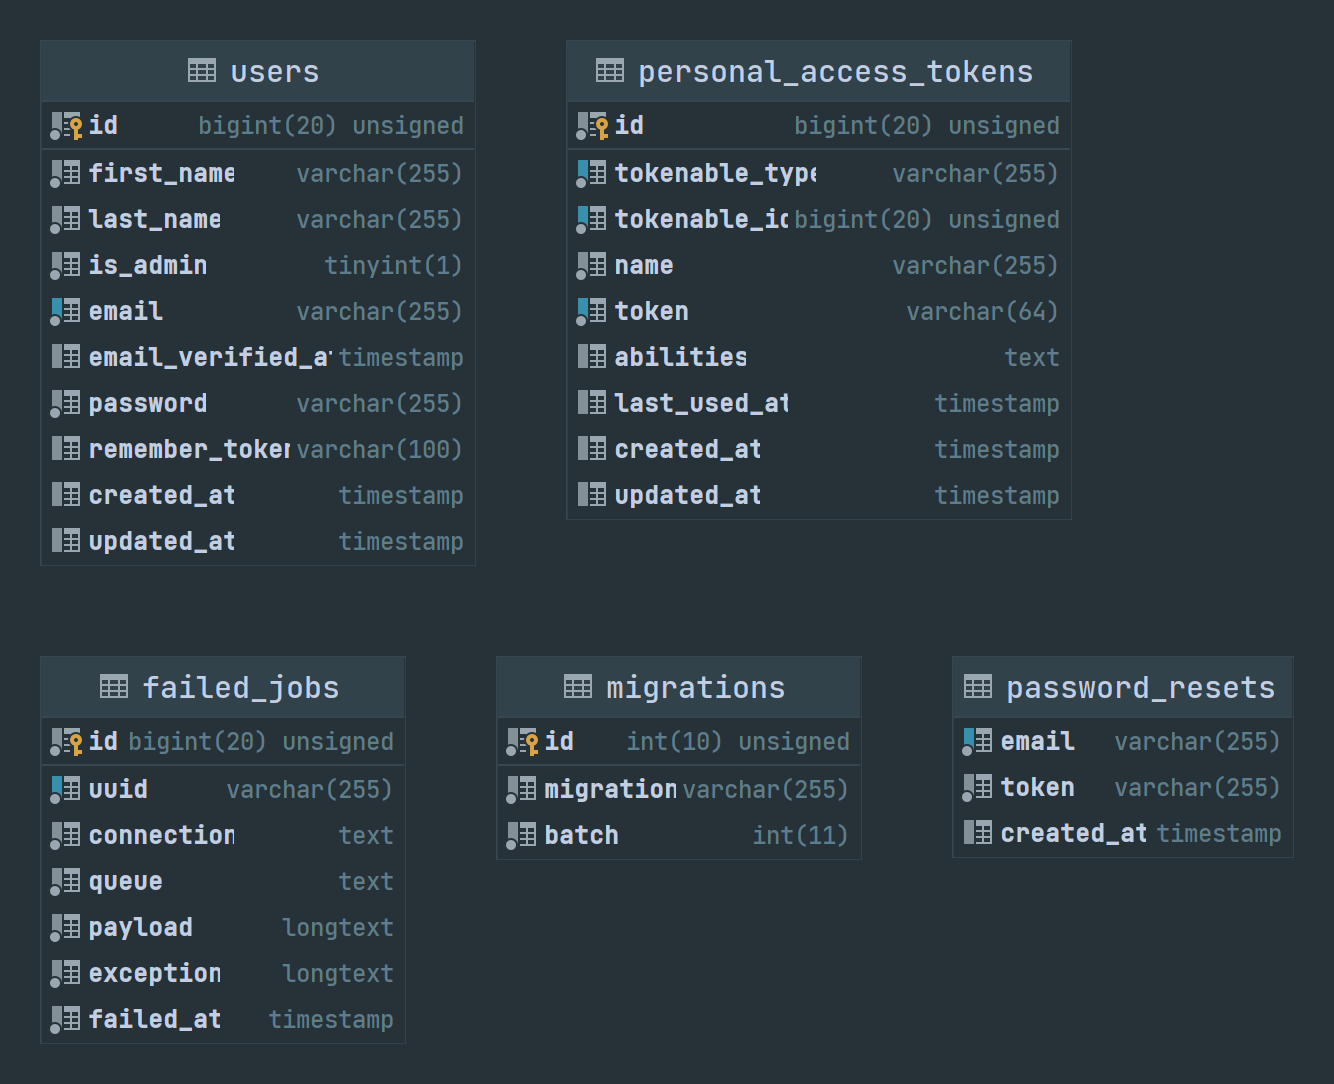 users
id bigint(20) unsigned
first_name varchar(255)
last_name varchar(255)
is_admin tinyint(1)
email varchar(255)
email_verified_at timestamp
password varchar(255)
remember_token varchar(100)
created_at timestamp
updated_at timestamp
personal_access_tokens
id bigint(20) unsigned
tokenable_type varchar(255)
tokenable_id bigint(20) unsigned
name varchar(255)
token varchar(64)
abilities text
last_used_at timestamp
created_at timestamp
updated_at timestamp
failed_jobs
id bigint(20) unsigned
uuid varchar(255)
connection text
queue text
payload longtext
exception longtext
failed_at timestamp
migrations
id int(10) unsigned
migration varchar(255)
batch int(11)
password_resets
email varchar(255)
token varchar(255)
created_at timestamp